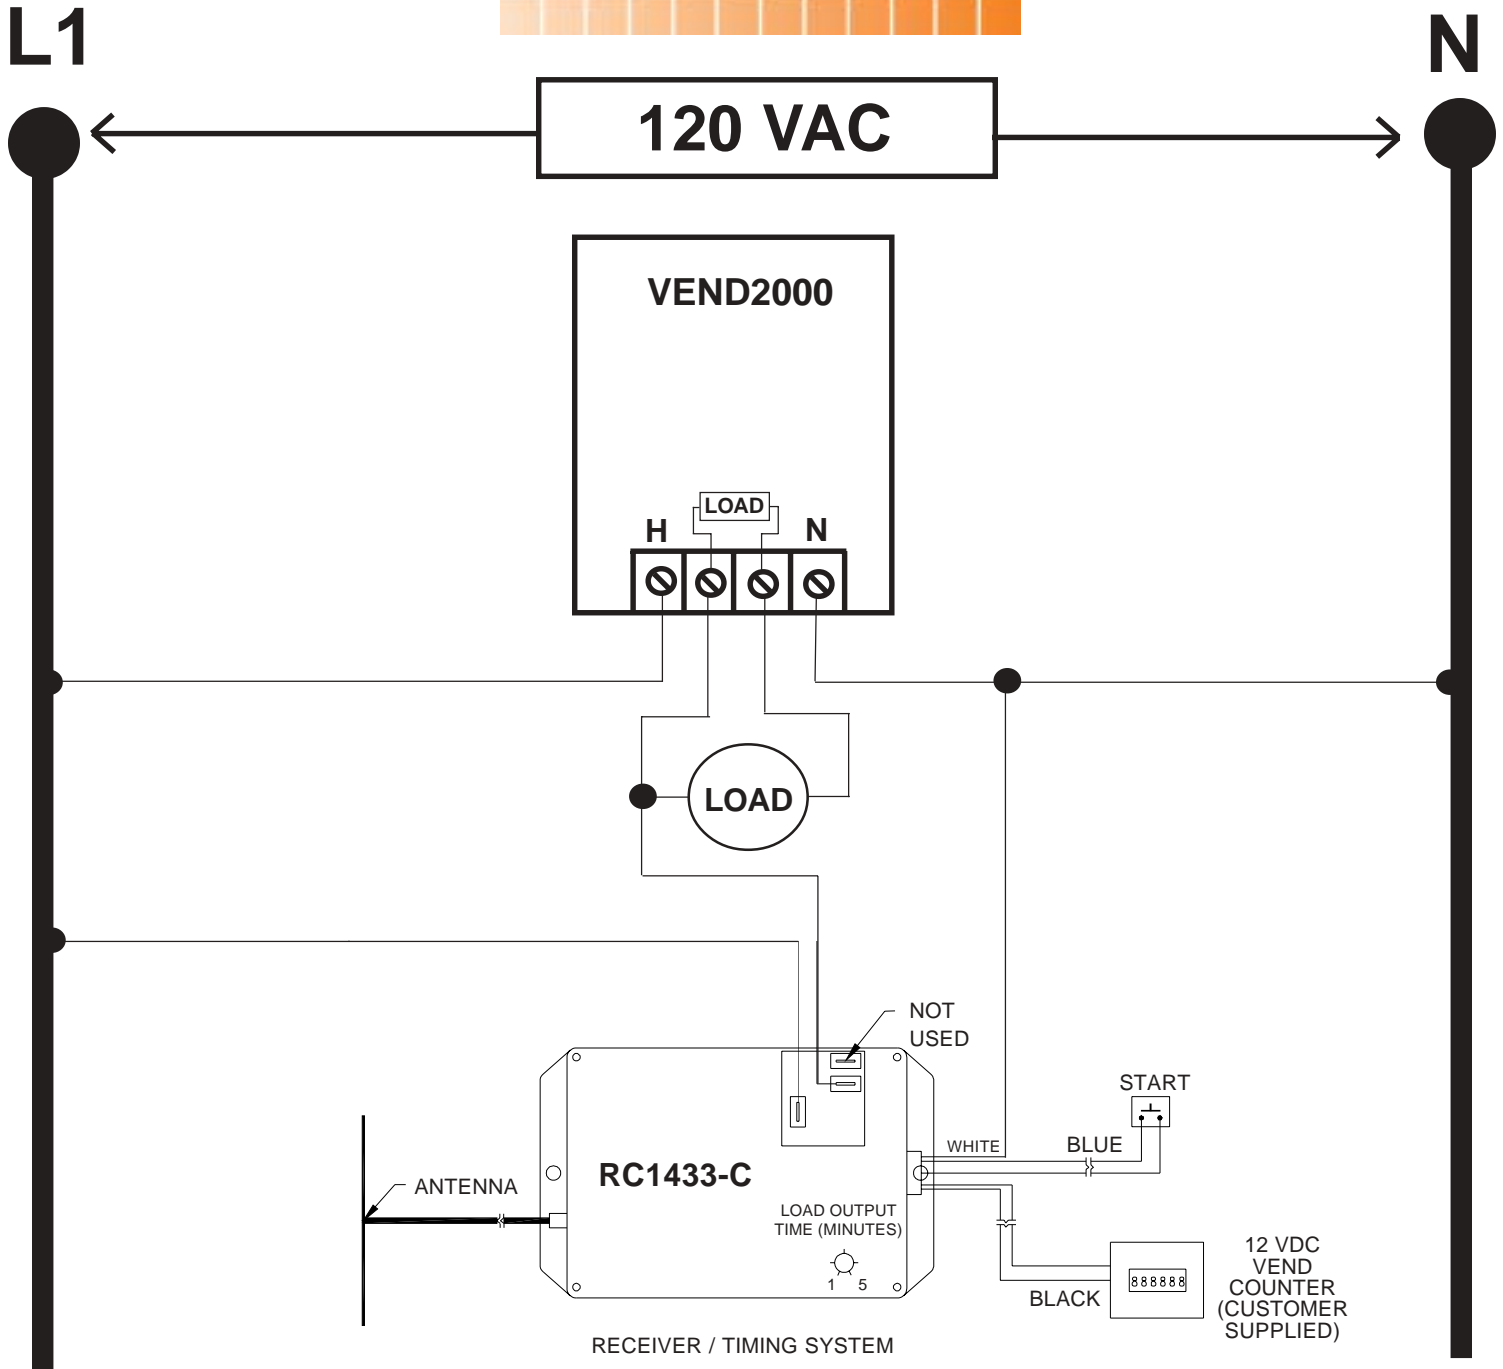 L1
N
120 VAC
VEND2000
LOAD
H
N
LOAD
NOT
USED
START
WHITE
BLUE
RC1433-C
ANTENNA
LOAD OUTPUT
TIME (MINUTES)
1 5
BLACK
888888
12 VDC
VEND
COUNTER
(CUSTOMER
SUPPLIED)
RECEIVER / TIMING SYSTEM